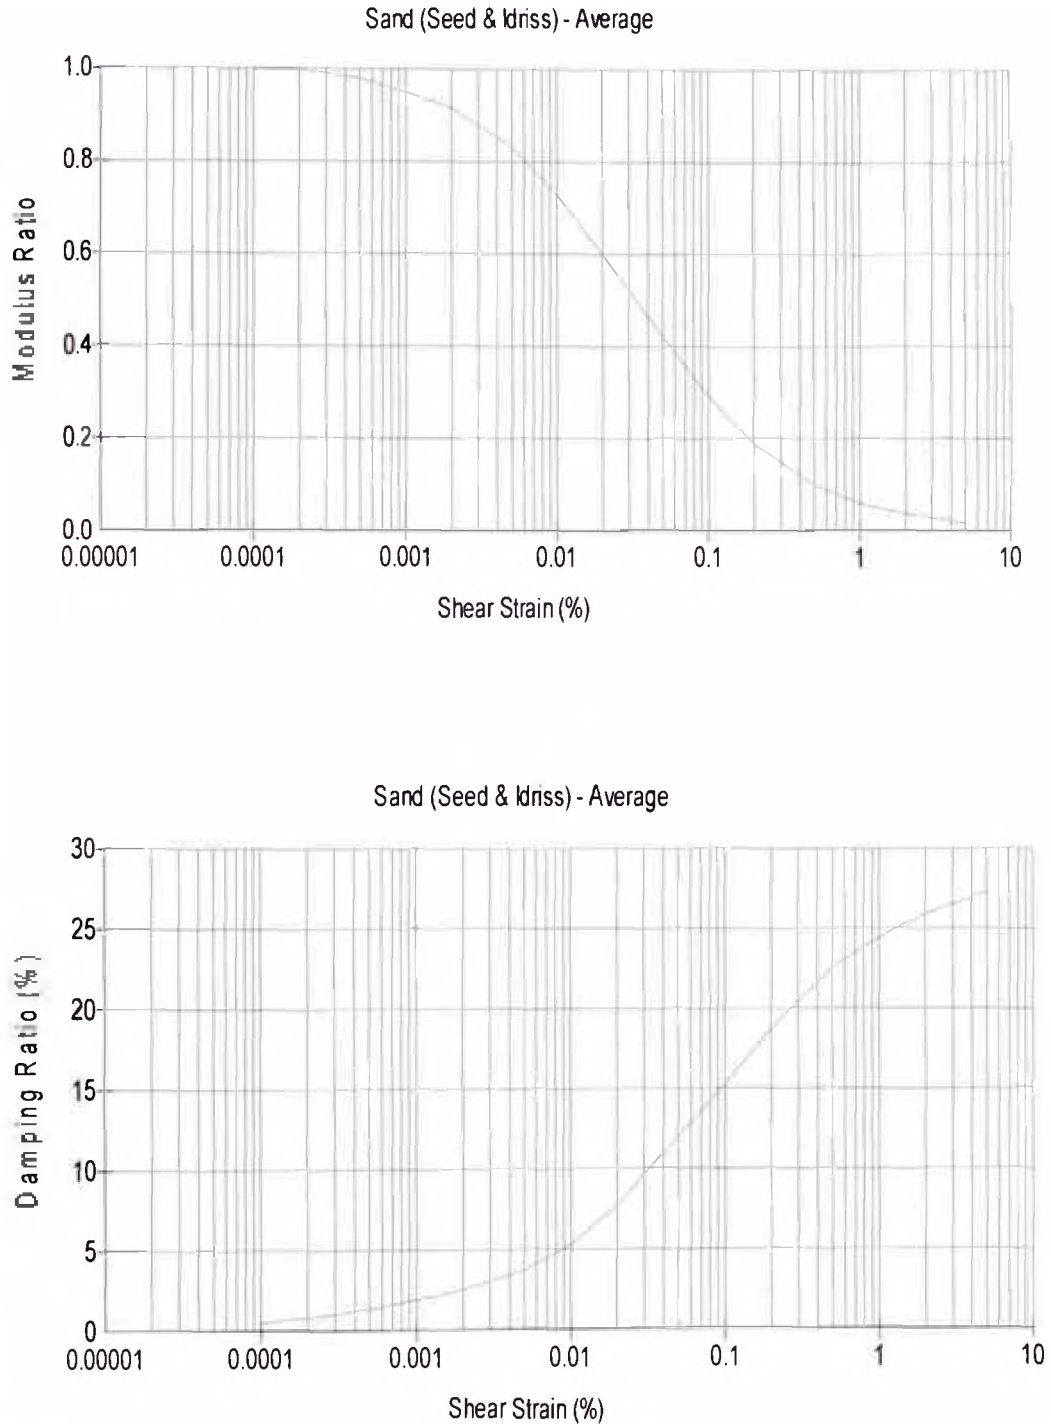 Sand (Seed & Idriss) - Average
Modulus Ratio
1.0
0.8
0.6
0.4
0.2
0.0
0.00001 0.0001 0.001 0.01 0.1 1 10
Shear Strain (%)
Sand (Seed & Idriss) - Average
Damping Ratio (%)
30
25
20
15
10
5
0
0.00001 0.0001 0.001 0.01 0.1 1 10
Shear Strain (%)